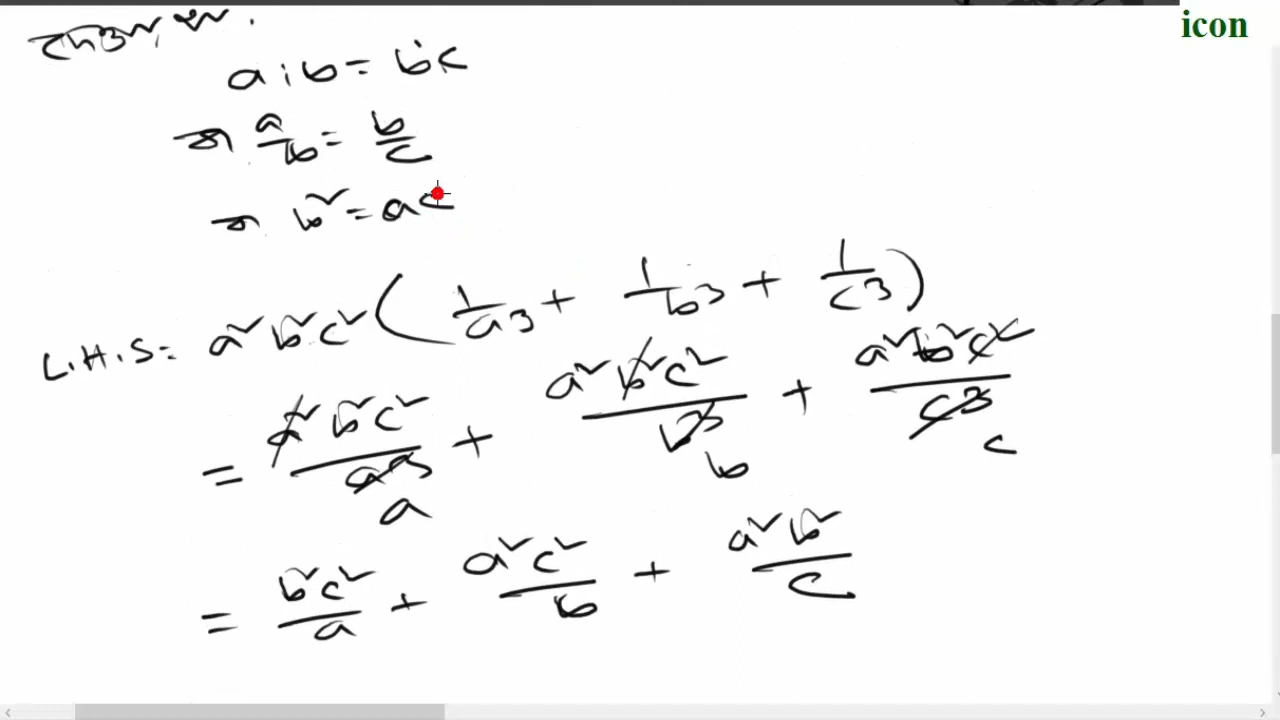 icon
দেওয়া আছে,
a : b = b : c
বা, a/b = b/c
বা, b² = ac
L.H.S = a²b²c² ( 1/a3 + 1/b3 + 1/c3 )
= a²b²c²/a3 a + a²b²c²/b3 b + a²b²c²/c3 c
= b²c²/a + a²c²/b + a²b²/c